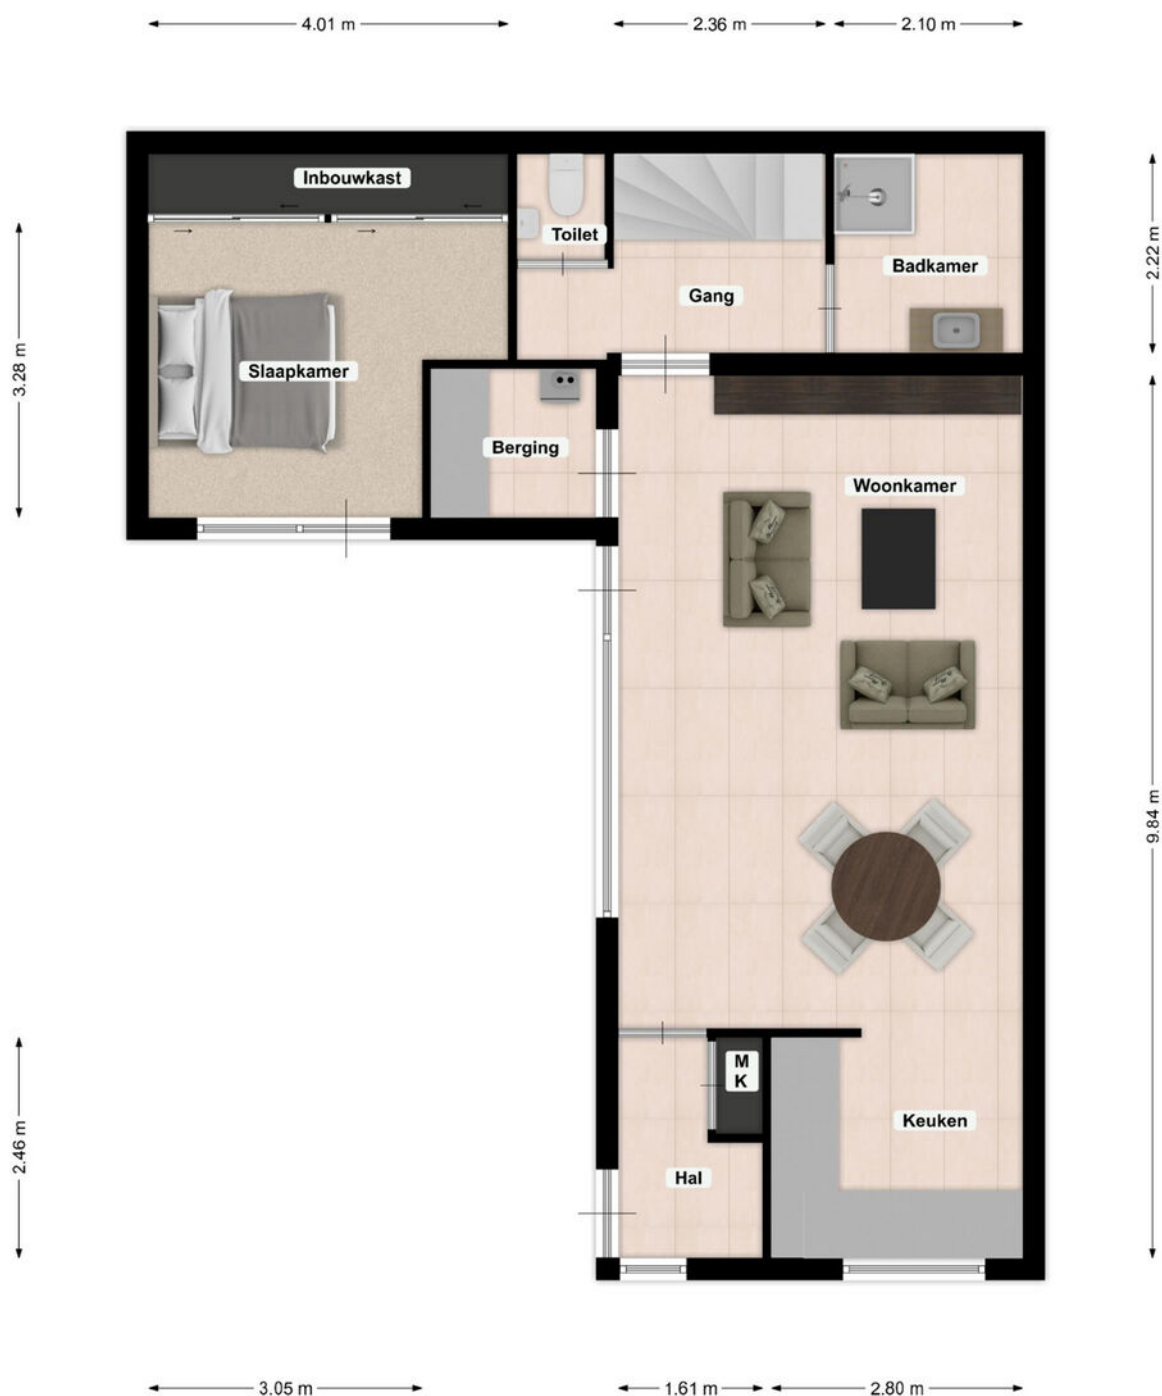 4.01 m
2.36 m
2.10 m
Inbouwkast
Toilet
Badkamer
2.22 m
Gang
3.28 m
Slaapkamer
Berging
Woonkamer
9.84 m
M
K
Keuken
2.46 m
Hal
3.05 m
1.61 m
2.80 m